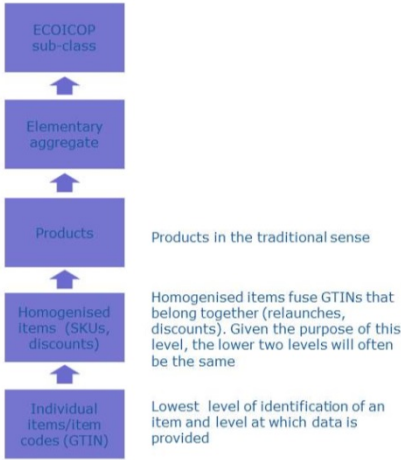 ECOICOP
sub-class
Elementary
aggregate
Products
Products in the traditional sense
Homogenised
items (SKUs,
discounts)
Homogenised items fuse GTINs that
belong together (relaunches,
discounts). Given the purpose of this
level, the lower two levels will often
be the same
Individual
items/item
codes (GTIN)
Lowest level of identification of an
item and level at which data is
provided